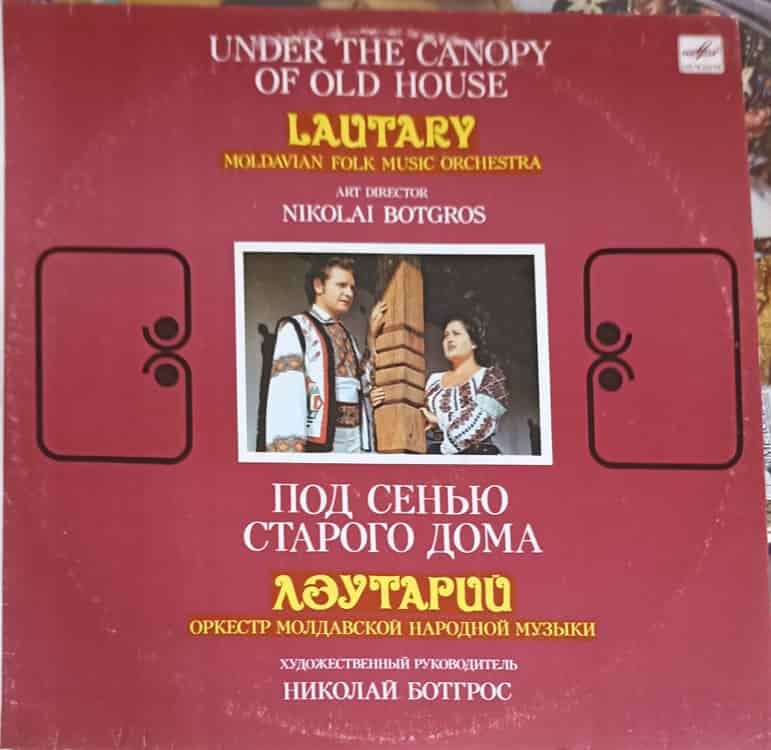 UNDER THE CANOPY
OF OLD HOUSE
LAUTARY
MOLDAVIAN FOLK MUSIC ORCHESTRA
ART DIRECTOR
NIKOLAI BOTGROS
ПОД СЕНЬЮ
СТАРОГО ДОМА
ЛЭУТАРИЙ
ОРКЕСТР МОЛДАВСКОЙ НАРОДНОЙ МУЗЫКИ
ХУДОЖЕСТВЕННЫЙ РУКОВОДИТЕЛЬ
НИКОЛАЙ БОТГРОС